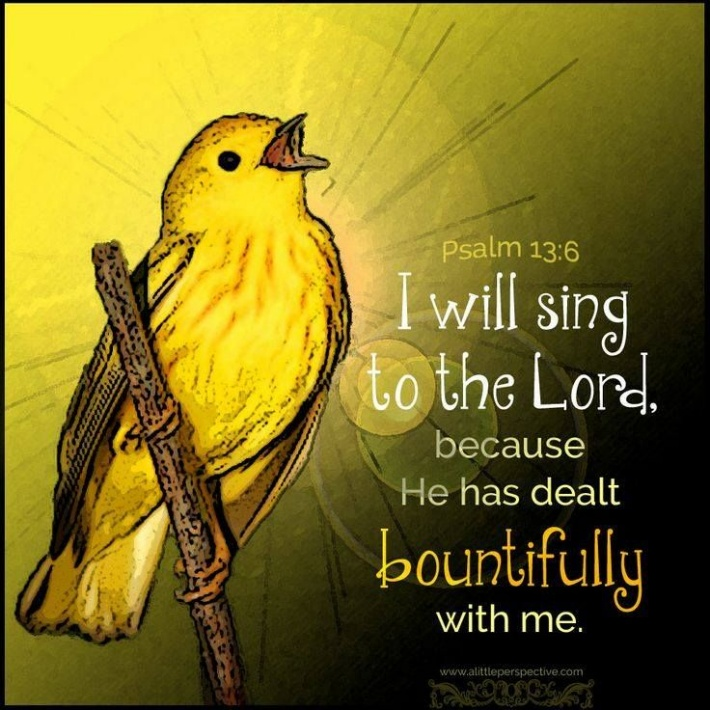 Psalm 13:6
I will sing
to the Lord,
because
He has dealt
bountifully
with me.
www.alittleperspective.com